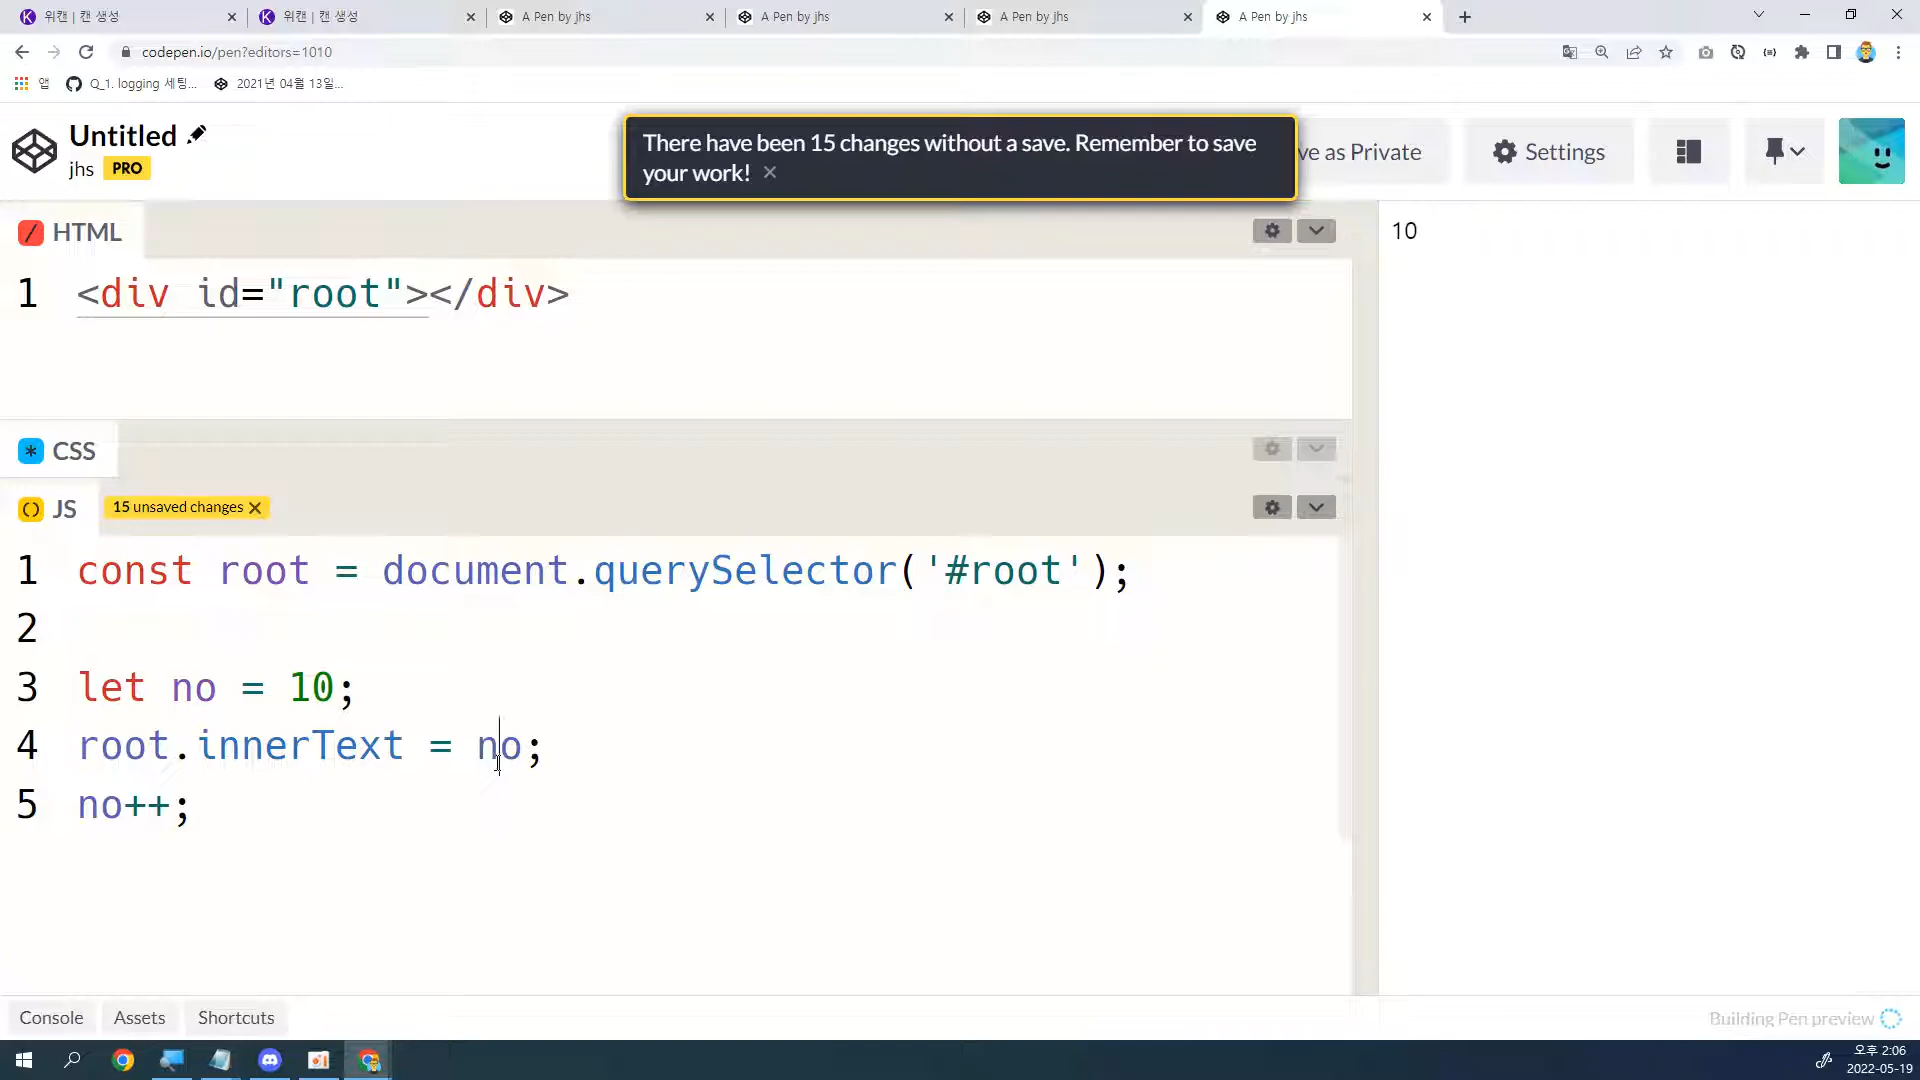 위캔 | 캔 생성
위캔 | 캔 생성
A Pen by jhs
A Pen by jhs
A Pen by jhs
A Pen by jhs
codepen.io/pen?editors=1010
앱
Q_1. logging 세팅...
2021년 04월 13일...
Untitled
jhs PRO
There have been 15 changes without a save. Remember to save
your work!
ve as Private
Settings
HTML
1 <div id="root"></div>
10
CSS
JS
15 unsaved changes
1 const root = document.querySelector('#root');
2
3 let no = 10;
4 root.innerText = no;
5 no++;
Console
Assets
Shortcuts
Building Pen preview
오후 2:06
2022-05-19